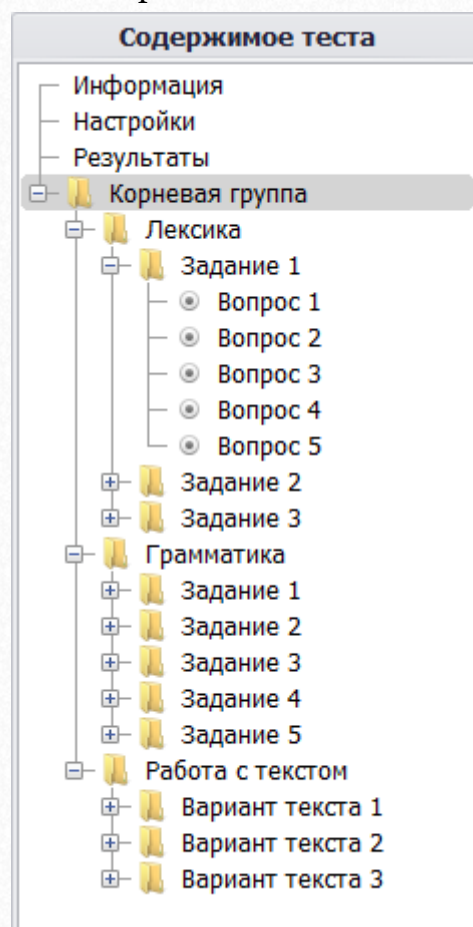 Содержимое теста
Информация
Настройки
Результаты
Корневая группа
Лексика
Задание 1
Вопрос 1
Вопрос 2
Вопрос 3
Вопрос 4
Вопрос 5
Задание 2
Задание 3
Грамматика
Задание 1
Задание 2
Задание 3
Задание 4
Задание 5
Работа с текстом
Вариант текста 1
Вариант текста 2
Вариант текста 3